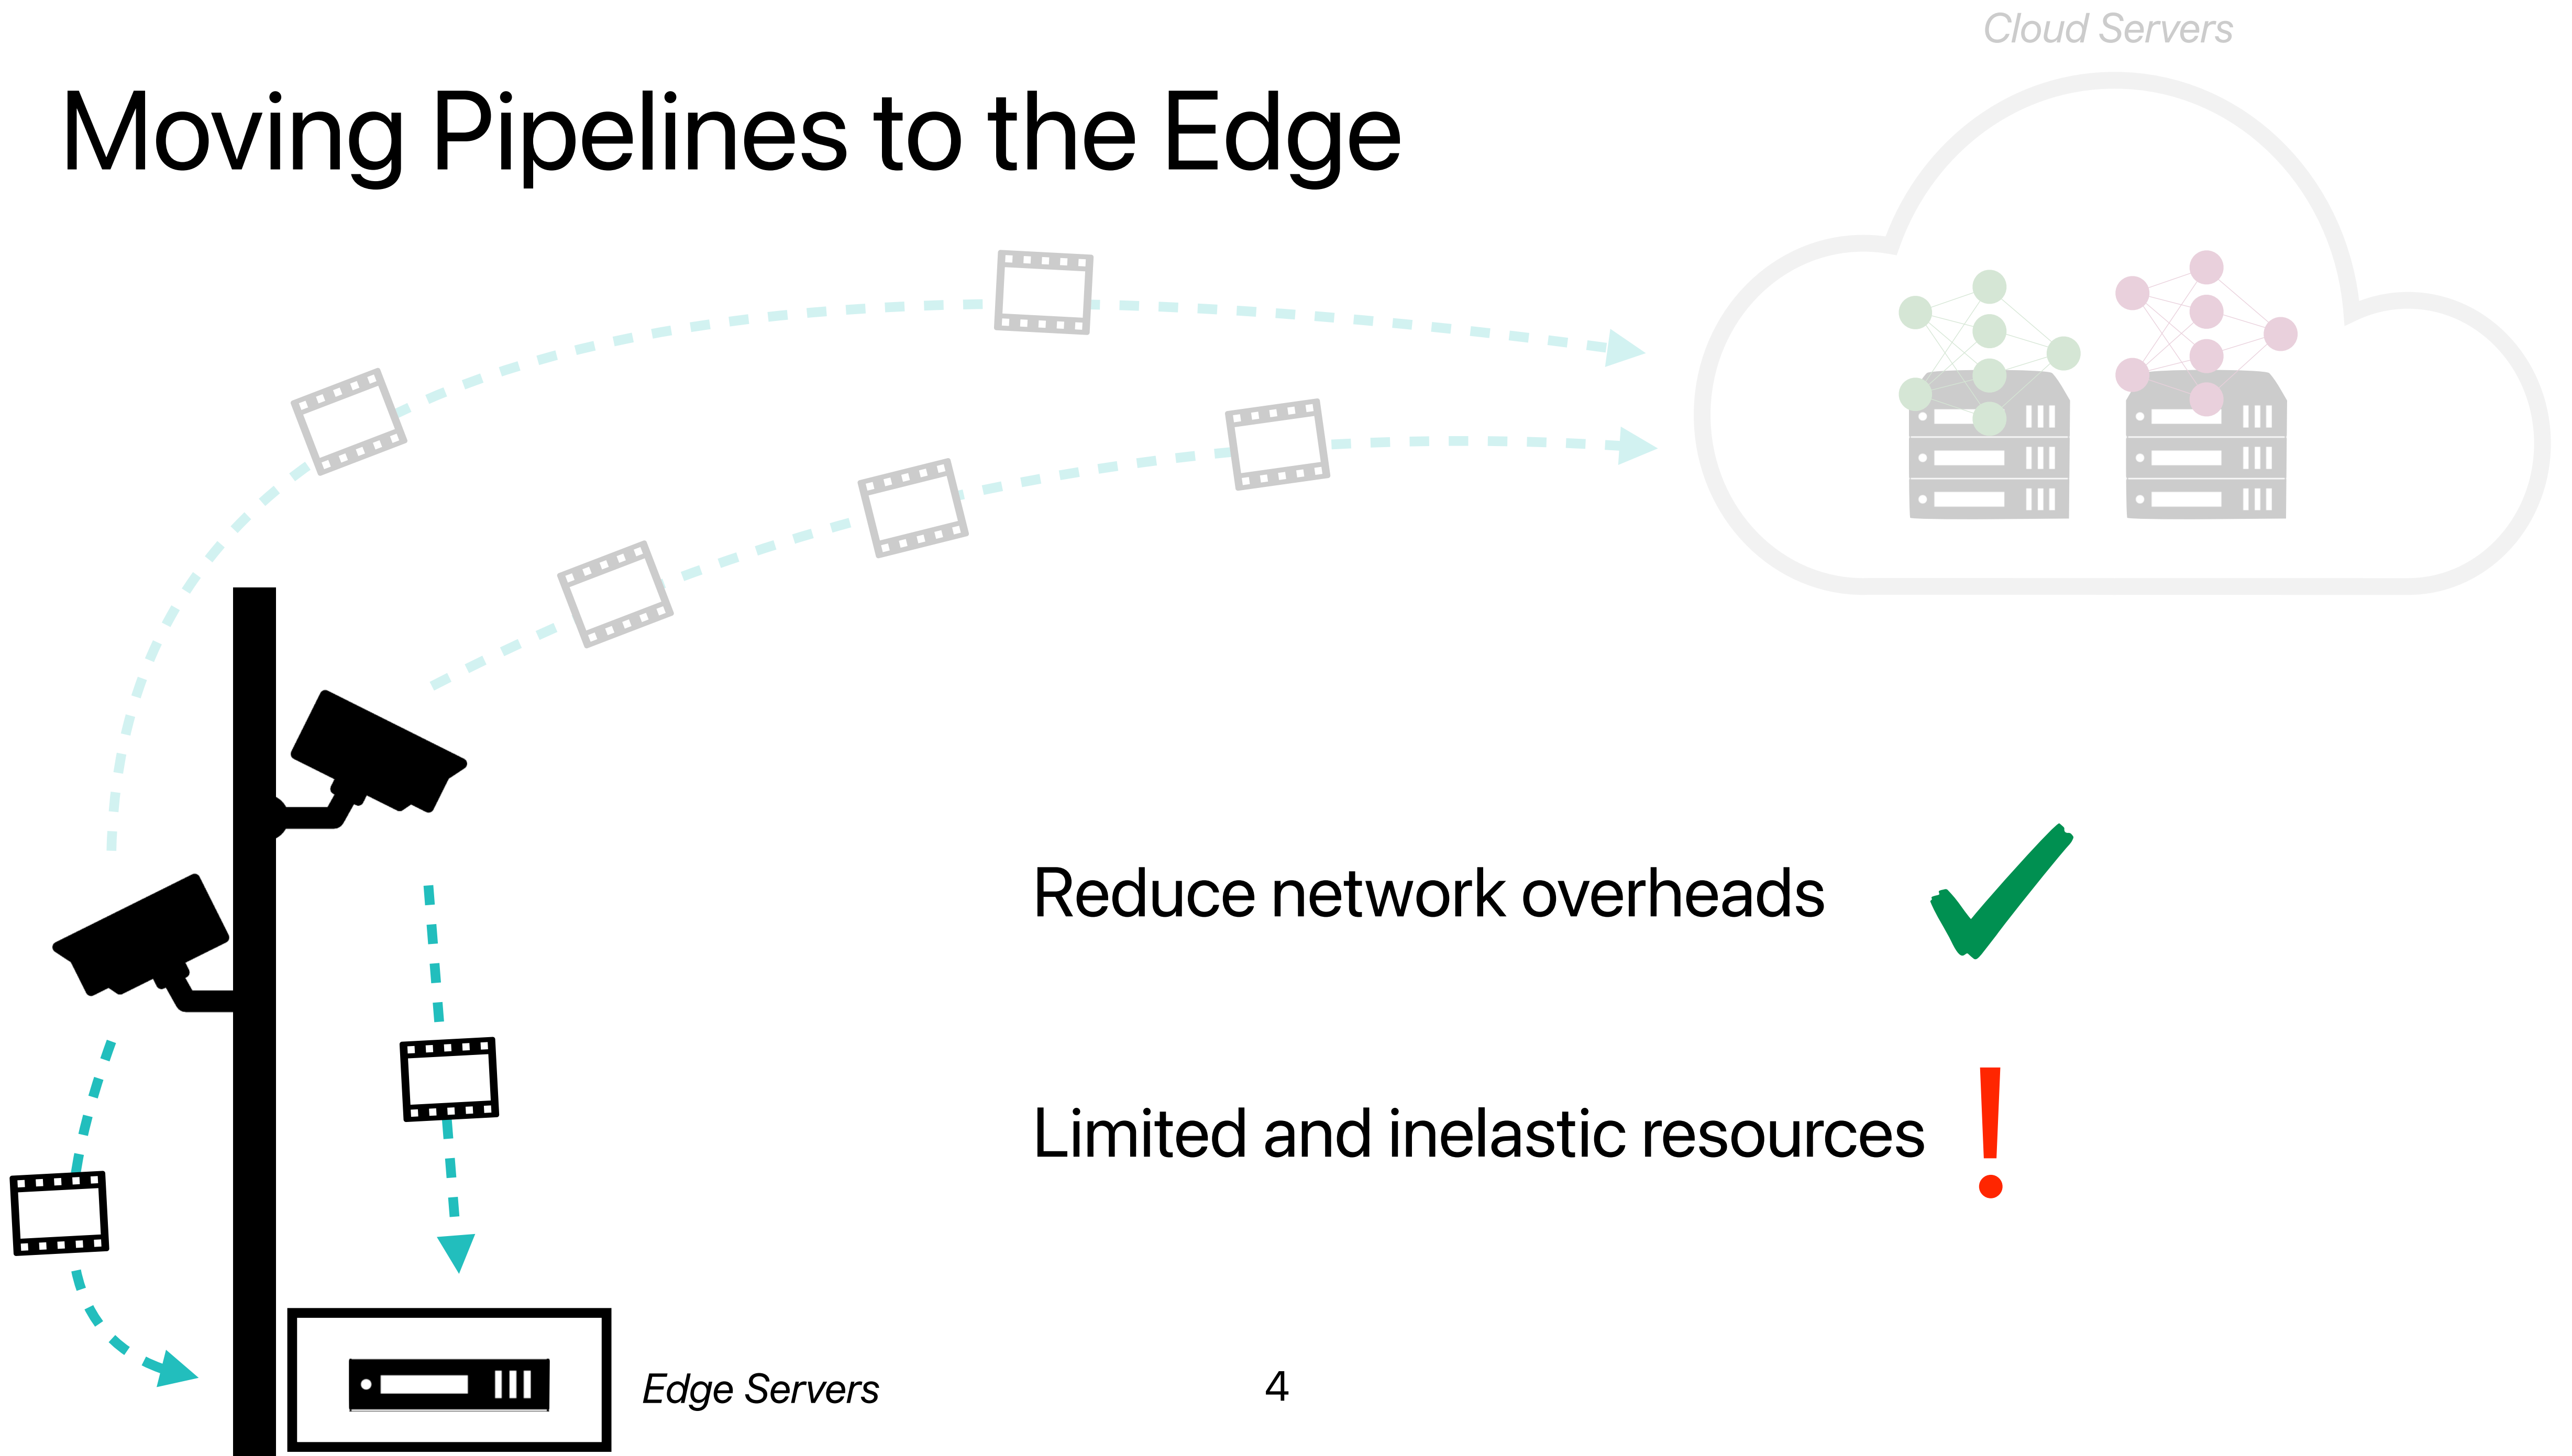 Cloud Servers
Moving Pipelines to the Edge
Reduce network overheads
Limited and inelastic resources !
Edge Servers
4